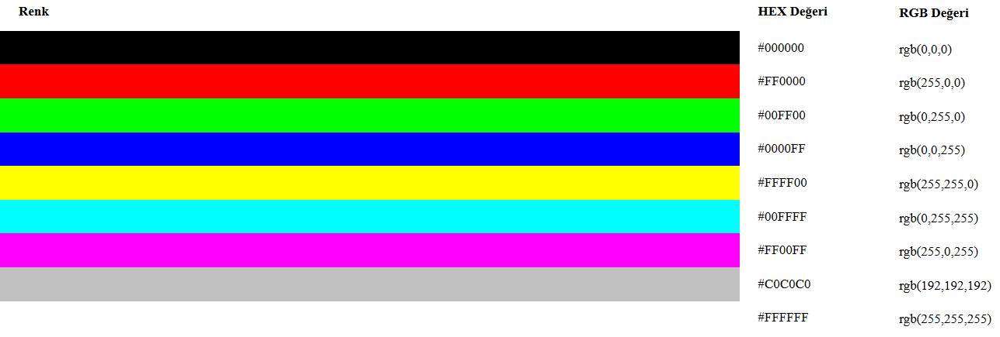 Renk HEX Değeri RGB Değeri
#000000 rgb(0,0,0)
#FF0000 rgb(255,0,0)
#00FF00 rgb(0,255,0)
#0000FF rgb(0,0,255)
#FFFF00 rgb(255,255,0)
#00FFFF rgb(0,255,255)
#FF00FF rgb(255,0,255)
#C0C0C0 rgb(192,192,192)
#FFFFFF rgb(255,255,255)